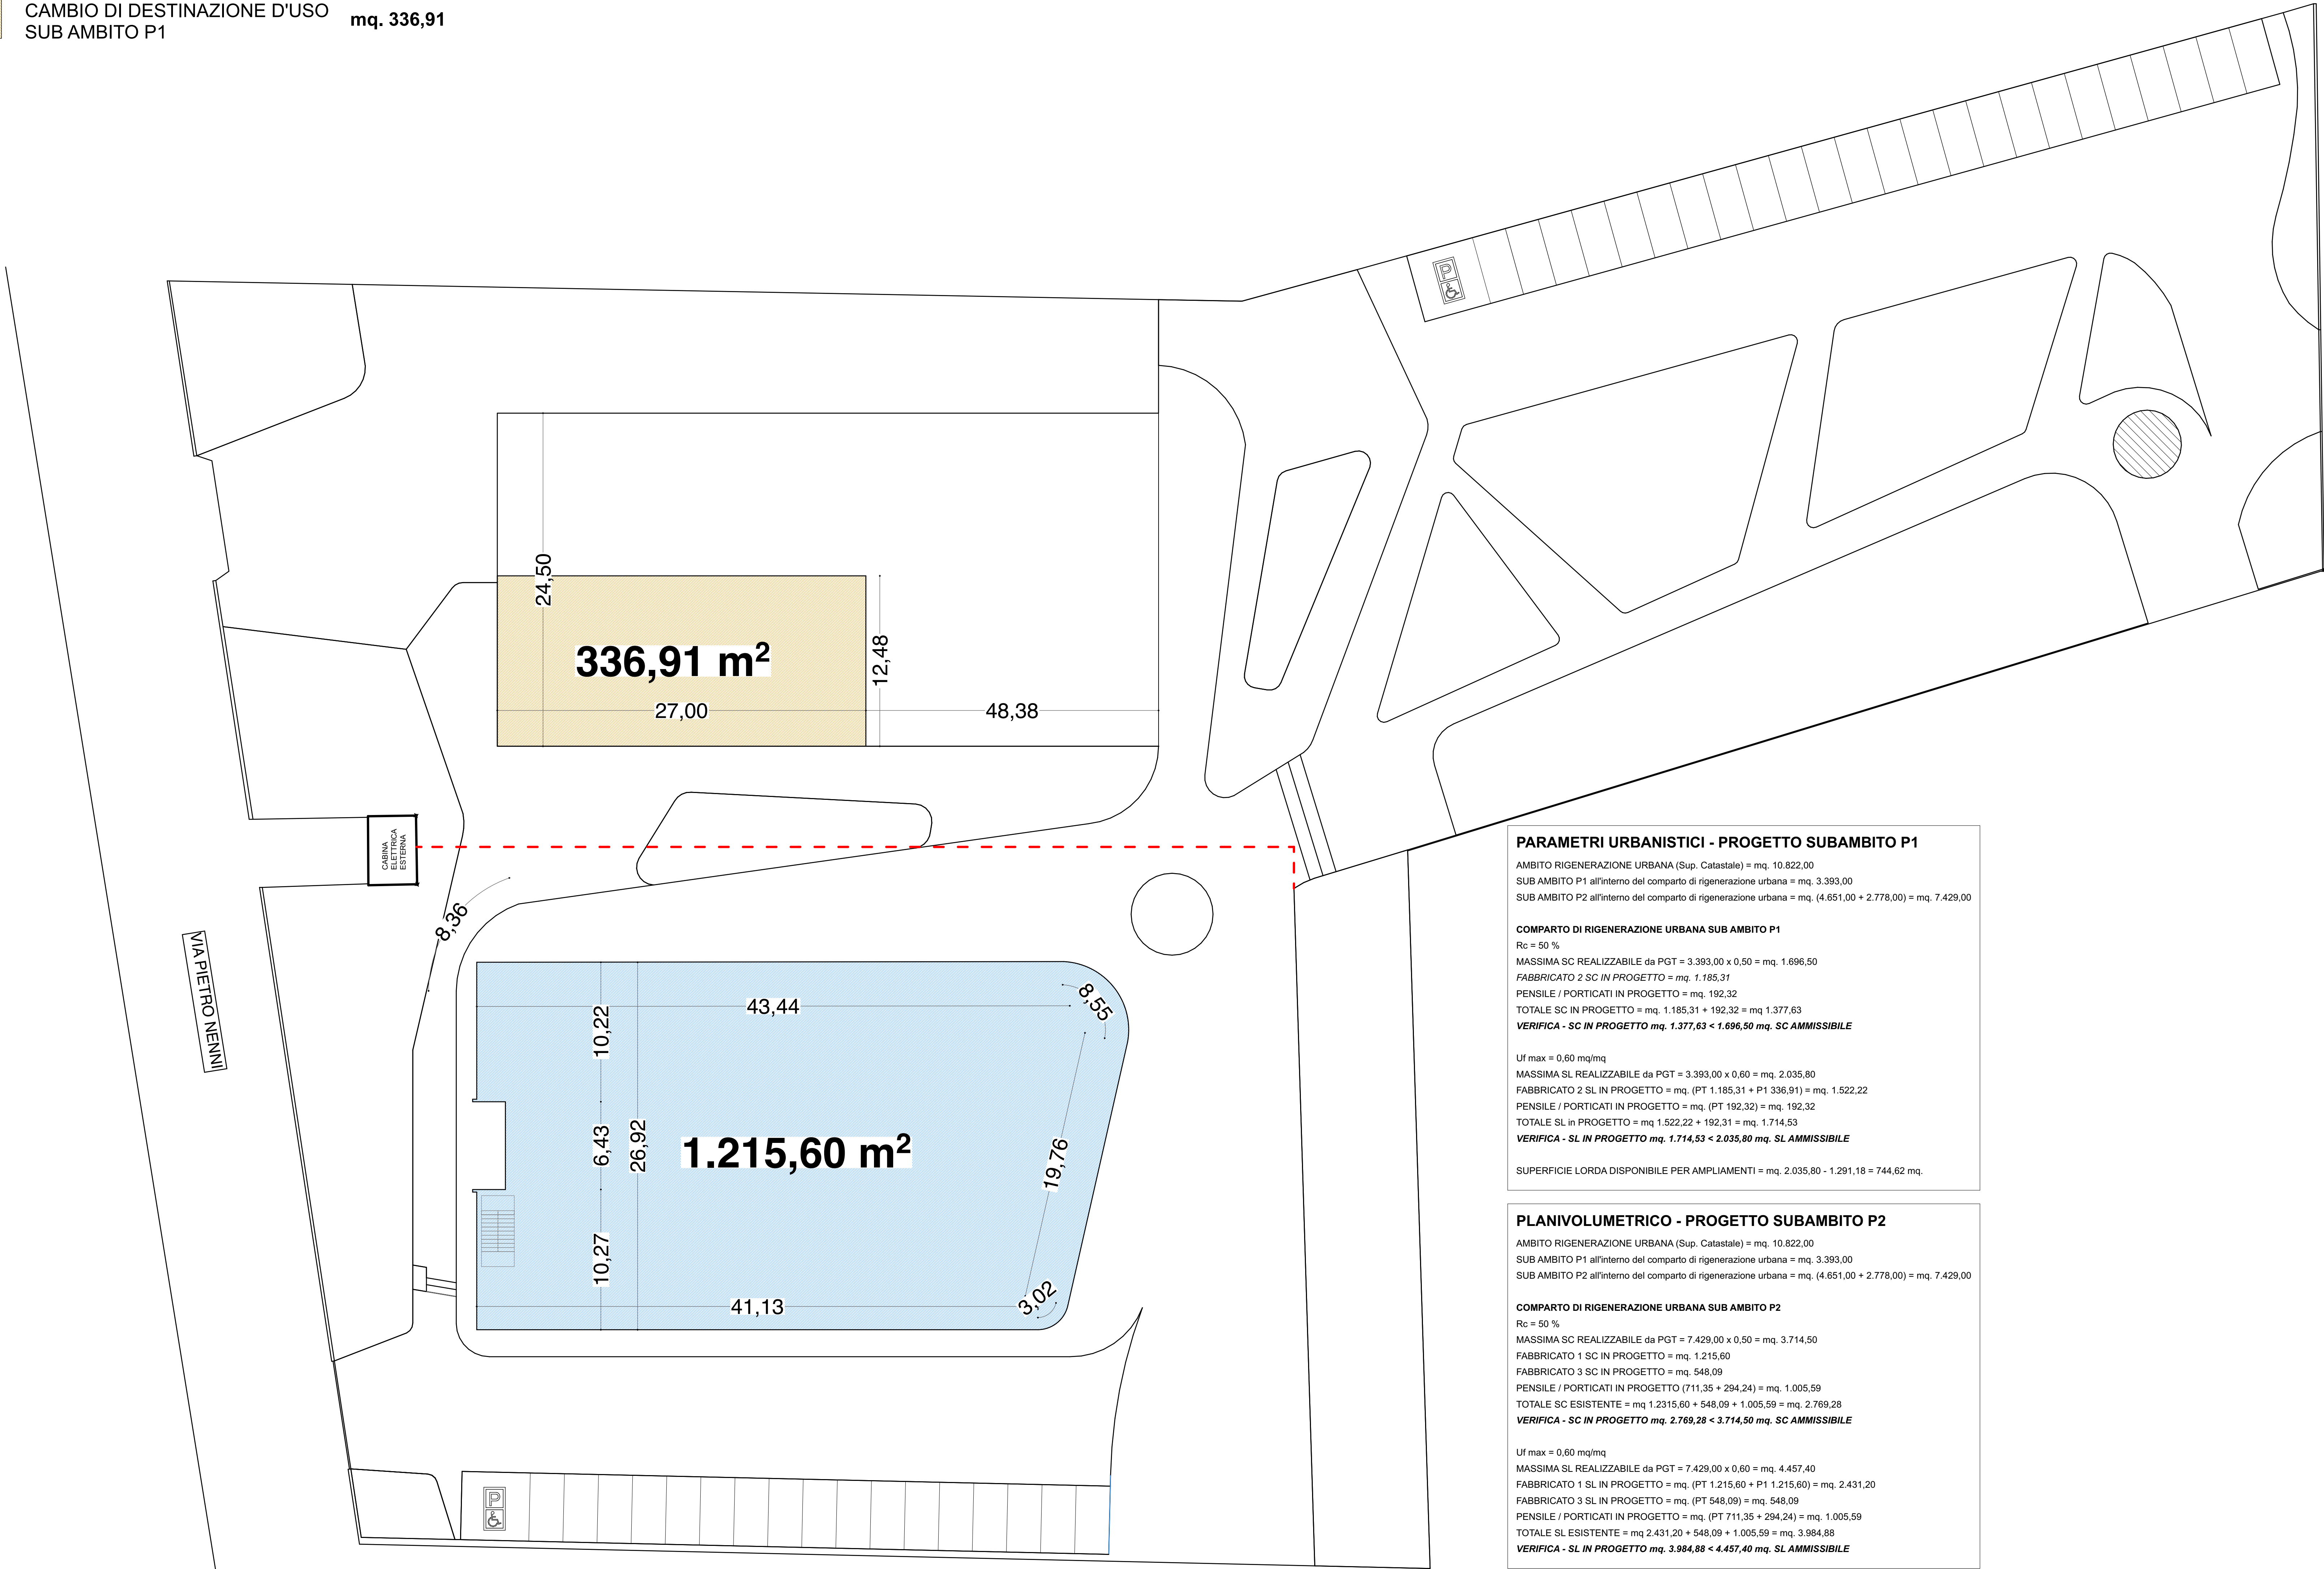 CAMBIO DI DESTINAZIONE D'USO
SUB AMBITO P1
mq. 336,91
P
24,50
336,91 m²
12,48
27,00
48,38
CABINA
ELETTRICA
ESTERNA
8,36
VIA PIETRO NENNI
43,44
8,55
10,22
6,43
26,92
1.215,60 m²
19,76
10,27
41,13
3,02
P
PARAMETRI URBANISTICI - PROGETTO SUBAMBITO P1
AMBITO RIGENERAZIONE URBANA (Sup. Catastale) = mq. 10.822,00
SUB AMBITO P1 all'interno del comparto di rigenerazione urbana = mq. 3.393,00
SUB AMBITO P2 all'interno del comparto di rigenerazione urbana = mq. (4.651,00 + 2.778,00) = mq. 7.429,00
COMPARTO DI RIGENERAZIONE URBANA SUB AMBITO P1
Rc = 50 %
MASSIMA SC REALIZZABILE da PGT = 3.393,00 x 0,50 = mq. 1.696,50
FABBRICATO 2 SC IN PROGETTO = mq. 1.185,31
PENSILE / PORTICATI IN PROGETTO = mq. 192,32
TOTALE SC IN PROGETTO = mq. 1.185,31 + 192,32 = mq 1.377,63
VERIFICA - SC IN PROGETTO mq. 1.377,63 < 1.696,50 mq. SC AMMISSIBILE
Uf max = 0,60 mq/mq
MASSIMA SL REALIZZABILE da PGT = 3.393,00 x 0,60 = mq. 2.035,80
FABBRICATO 2 SL IN PROGETTO = mq. (PT 1.185,31 + P1 336,91) = mq. 1.522,22
PENSILE / PORTICATI IN PROGETTO = mq. (PT 192,32) = mq. 192,32
TOTALE SL in PROGETTO = mq 1.522,22 + 192,31 = mq. 1.714,53
VERIFICA - SL IN PROGETTO mq. 1.714,53 < 2.035,80 mq. SL AMMISSIBILE
SUPERFICIE LORDA DISPONIBILE PER AMPLIAMENTI = mq. 2.035,80 - 1.291,18 = 744,62 mq.
PLANIVOLUMETRICO - PROGETTO SUBAMBITO P2
AMBITO RIGENERAZIONE URBANA (Sup. Catastale) = mq. 10.822,00
SUB AMBITO P1 all'interno del comparto di rigenerazione urbana = mq. 3.393,00
SUB AMBITO P2 all'interno del comparto di rigenerazione urbana = mq. (4.651,00 + 2.778,00) = mq. 7.429,00
COMPARTO DI RIGENERAZIONE URBANA SUB AMBITO P2
Rc = 50 %
MASSIMA SC REALIZZABILE da PGT = 7.429,00 x 0,50 = mq. 3.714,50
FABBRICATO 1 SC IN PROGETTO = mq. 1.215,60
FABBRICATO 3 SC IN PROGETTO = mq. 548,09
PENSILE / PORTICATI IN PROGETTO (711,35 + 294,24) = mq. 1.005,59
TOTALE SC ESISTENTE = mq 1.2315,60 + 548,09 + 1.005,59 = mq. 2.769,28
VERIFICA - SC IN PROGETTO mq. 2.769,28 < 3.714,50 mq. SC AMMISSIBILE
Uf max = 0,60 mq/mq
MASSIMA SL REALIZZABILE da PGT = 7.429,00 x 0,60 = mq. 4.457,40
FABBRICATO 1 SL IN PROGETTO = mq. (PT 1.215,60 + P1 1.215,60) = mq. 2.431,20
FABBRICATO 3 SL IN PROGETTO = mq. (PT 548,09) = mq. 548,09
PENSILE / PORTICATI IN PROGETTO = mq. (PT 711,35 + 294,24) = mq. 1.005,59
TOTALE SL ESISTENTE = mq 2.431,20 + 548,09 + 1.005,59 = mq. 3.984,88
VERIFICA - SL IN PROGETTO mq. 3.984,88 < 4.457,40 mq. SL AMMISSIBILE